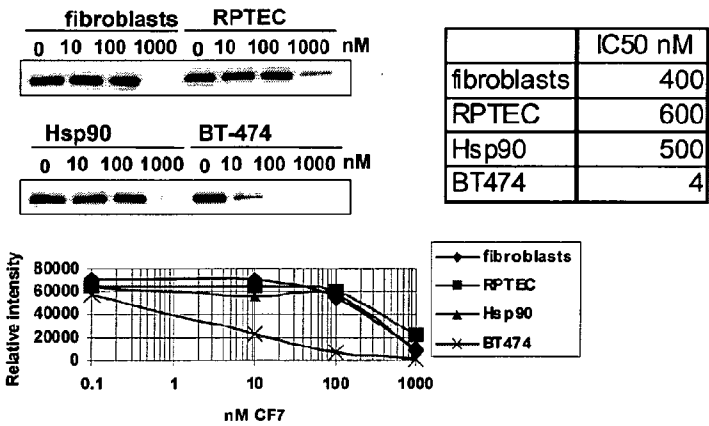 fibroblasts RPTEC
0 10 100 1000 0 10 100 1000 nM
Hsp90 BT-474
0 10 100 1000 0 10 100 1000 nM
IC50 nM
fibroblasts 400
RPTEC 600
Hsp90 500
BT474 4
Relative intensity
80000
60000
40000
20000
0
0.1 1 10 100 1000
nM CF7
fibroblasts
RPTEC
Hsp90
BT474